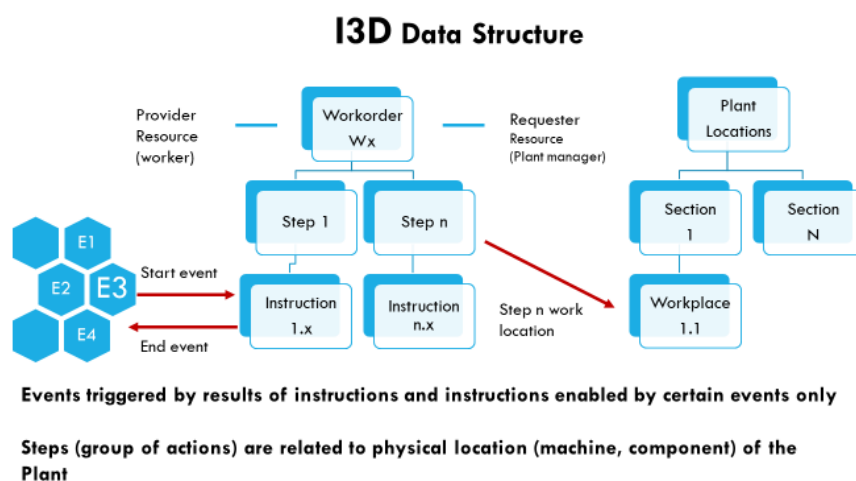 I3D Data Structure
Provider
Resource
(worker)
Workorder
Wx
Requester
Resource
(Plant manager)
Plant
Locations
Step 1
Step n
Section
1
Section
N
E1
E2
E3
E4
Start event
End event
Instruction
1.x
Instruction
n.x
Step n work
location
Workplace
1.1
Events triggered by results of instructions and instructions enabled by certain events only
Steps (group of actions) are related to physical location (machine, component) of the
Plant